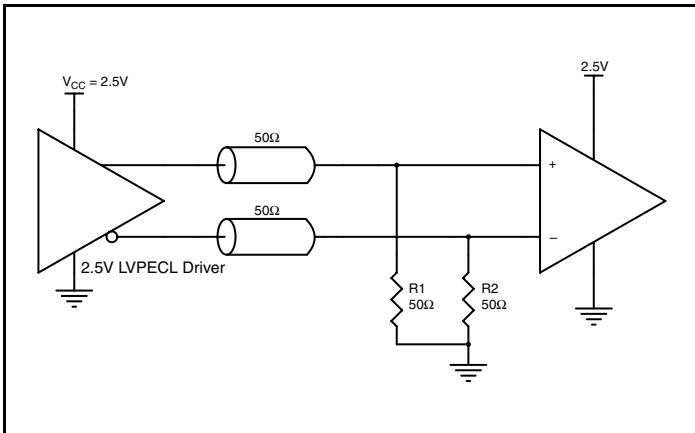 V_CC = 2.5V
2.5V
50Ω
+
50Ω
–
2.5V LVPECL Driver
R1
50Ω
R2
50Ω